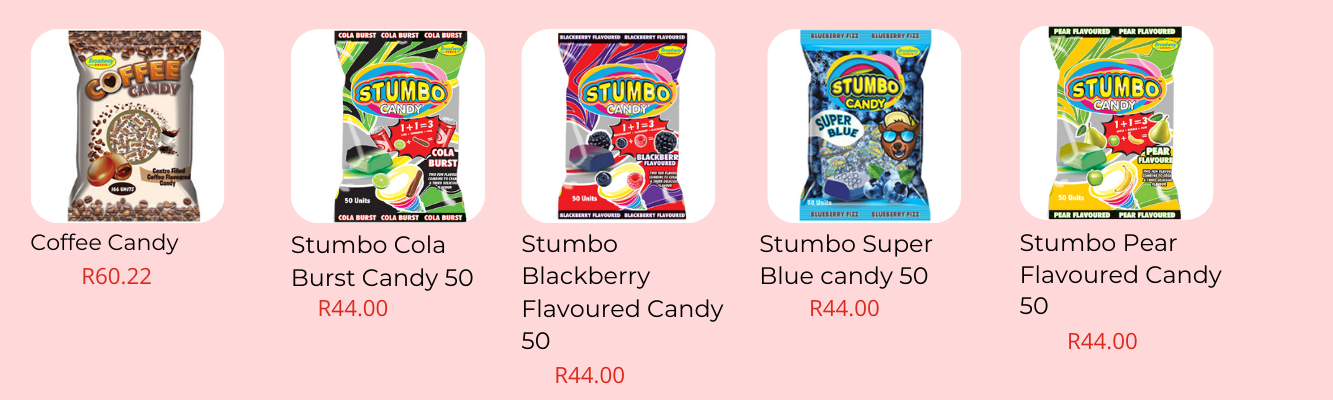 COFFEE
CANDY
Centre Filled
Coffee Flavoured
Candy
Coffee Candy
R60.22
COLA BURST COLA BURST COLA BURST
STUMBO
CANDY
1+1=3
COLA
BURST
50 Units
COLA BURST COLA BURST COLA BURST
Stumbo Cola
Burst Candy 50
R44.00
BLACKBERRY FLAVOURED BLACKBERRY FLAVOURED
STUMBO
CANDY
1+1=3
BLACKBERRY
FLAVOURED
50 Units
BLACKBERRY FLAVOURED BLACKBERRY FLAVOURED
Stumbo
Blackberry
Flavoured Candy
50
R44.00
BLUEBERRY FIZZ BLUEBERRY FIZZ
STUMBO
CANDY
SUPER
BLUE
50 Units
BLUEBERRY FIZZ BLUEBERRY FIZZ
Stumbo Super
Blue candy 50
R44.00
PEAR FLAVOURED PEAR FLAVOURED
STUMBO
CANDY
1+1=3
PEAR
FLAVOURED
50 Units
PEAR FLAVOURED PEAR FLAVOURED
Stumbo Pear
Flavoured Candy
50
R44.00